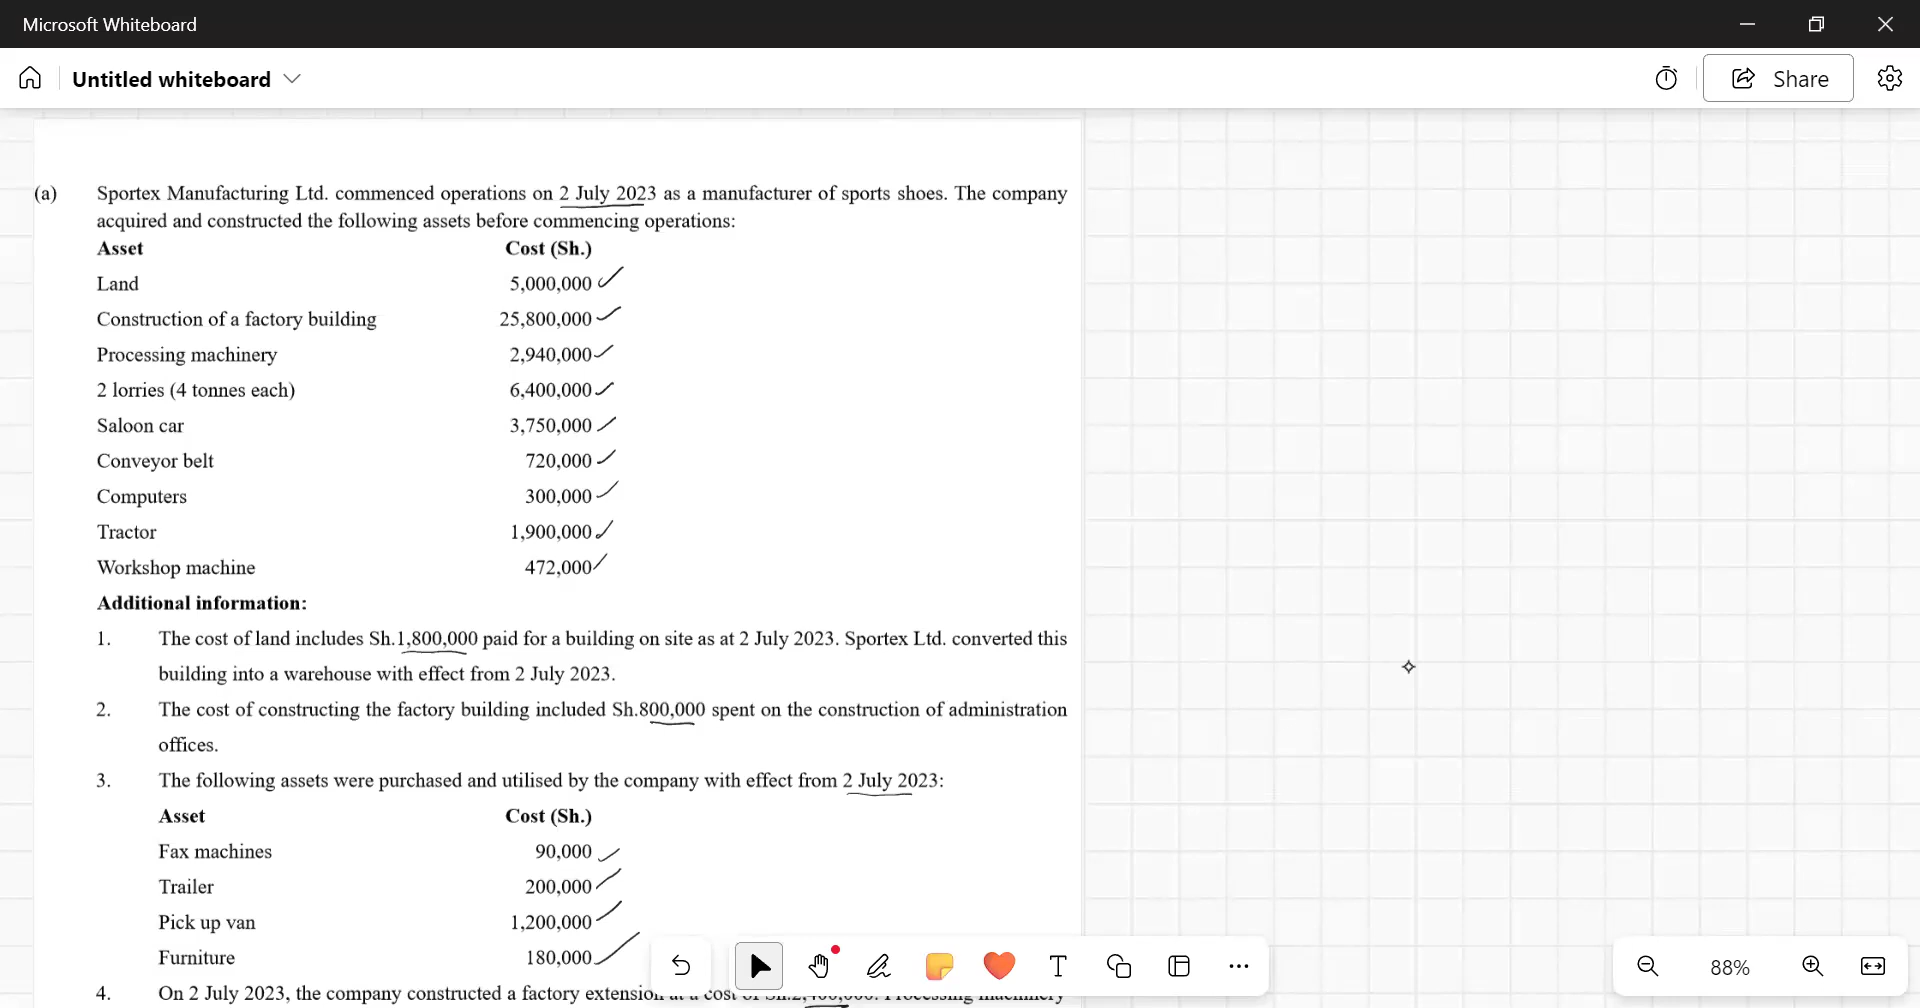 Microsoft Whiteboard
Untitled whiteboard
Share
(a) Sportex Manufacturing Ltd. commenced operations on 2 July 2023 as a manufacturer of sports shoes. The company
acquired and constructed the following assets before commencing operations:
Asset Cost (Sh.)
Land 5,000,000
Construction of a factory building 25,800,000
Processing machinery 2,940,000
2 lorries (4 tonnes each) 6,400,000
Saloon car 3,750,000
Conveyor belt 720,000
Computers 300,000
Tractor 1,900,000
Workshop machine 472,000
Additional information:
1. The cost of land includes Sh.1,800,000 paid for a building on site as at 2 July 2023. Sportex Ltd. converted this
building into a warehouse with effect from 2 July 2023.
2. The cost of constructing the factory building included Sh.800,000 spent on the construction of administration
offices.
3. The following assets were purchased and utilised by the company with effect from 2 July 2023:
Asset Cost (Sh.)
Fax machines 90,000
Trailer 200,000
Pick up van 1,200,000
Furniture 180,000
4. On 2 July 2023, the company constructed a factory extension at a cost
88%